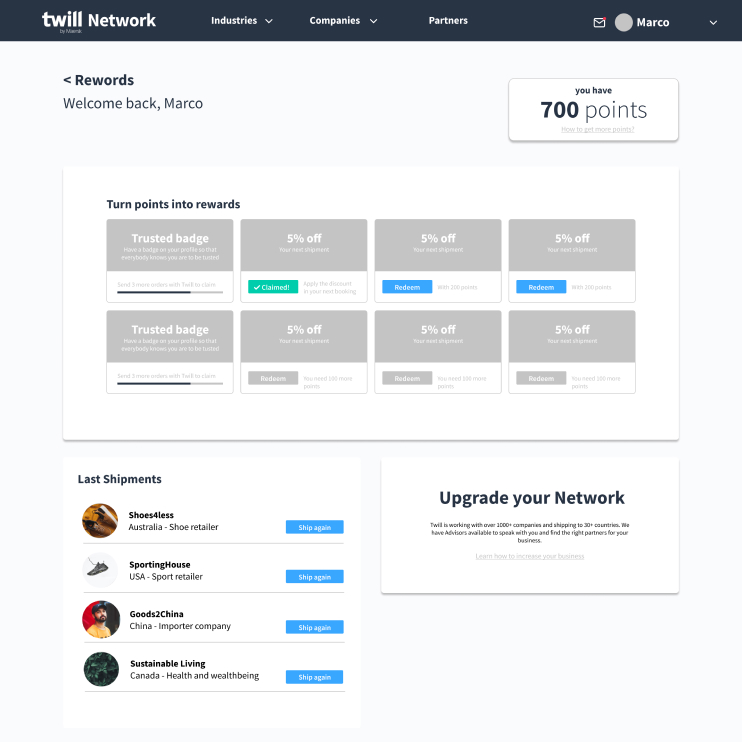 twill Network
by Maersk
Industries
Companies
Partners
Marco
< Rewords
Welcome back, Marco
you have
700 points
How to get more points?
Turn points into rewards
Trusted badge
Have a badge on your profile so that
everybody knows you are to be tusted
Send 3 more orders with Twill to claim
5% off
Your next shipment
Claimed!
Apply the discount
in your next booking
5% off
Your next shipment
Redeem
With 200 points
5% off
Your next shipment
Redeem
With 200 points
Trusted badge
Have a badge on your profile so that
everybody knows you are to be tusted
Send 3 more orders with Twill to claim
5% off
Your next shipment
Redeem
You need 100 more
points
5% off
Your next shipment
Redeem
You need 100 more
points
5% off
Your next shipment
Redeem
You need 100 more
points
Last Shipments
Shoes4less
Australia - Shoe retailer
Ship again
SportingHouse
USA - Sport retailer
Ship again
Goods2China
China - Importer company
Ship again
Sustainable Living
Canada - Health and wealthbeing
Ship again
Upgrade your Network
Twill is working with over 1000+ companies and shipping to 30+ countries. We
have Advisors available to speak with you and find the right partners for your
business.
Learn how to increase your business